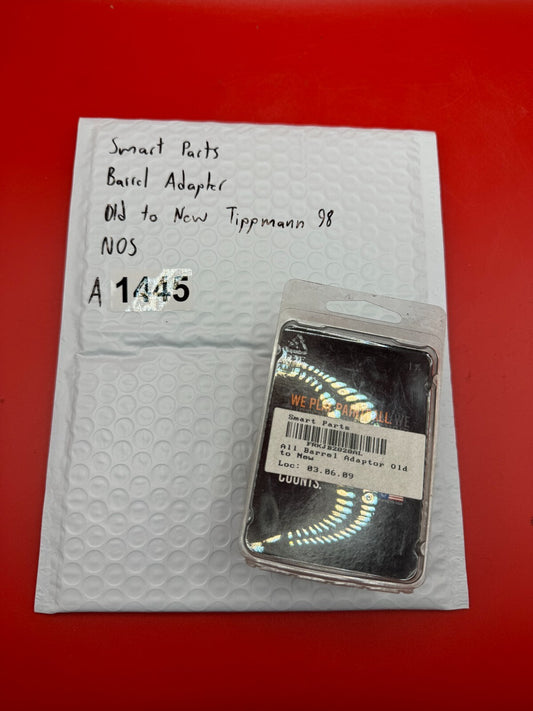 Smart Parts
Barrel Adapter
Old to New Tippmann 98
NOS
A 1445
WE PLAY PAINTBALL.
Smart Parts
All Barrel Adaptor Old
to New
Loc: 03.06.09
COUNTS.